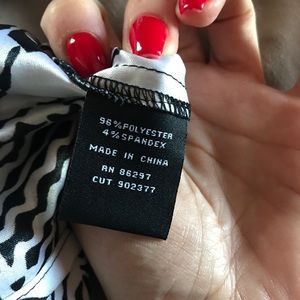 96%POLYESTER
4%SPANDEX
MADE IN CHINA
RN 86297
CUT 902377